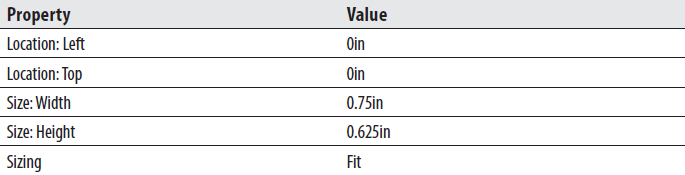 Property Value
Location: Left 0in
Location: Top 0in
Size: Width 0.75in
Size: Height 0.625in
Sizing Fit